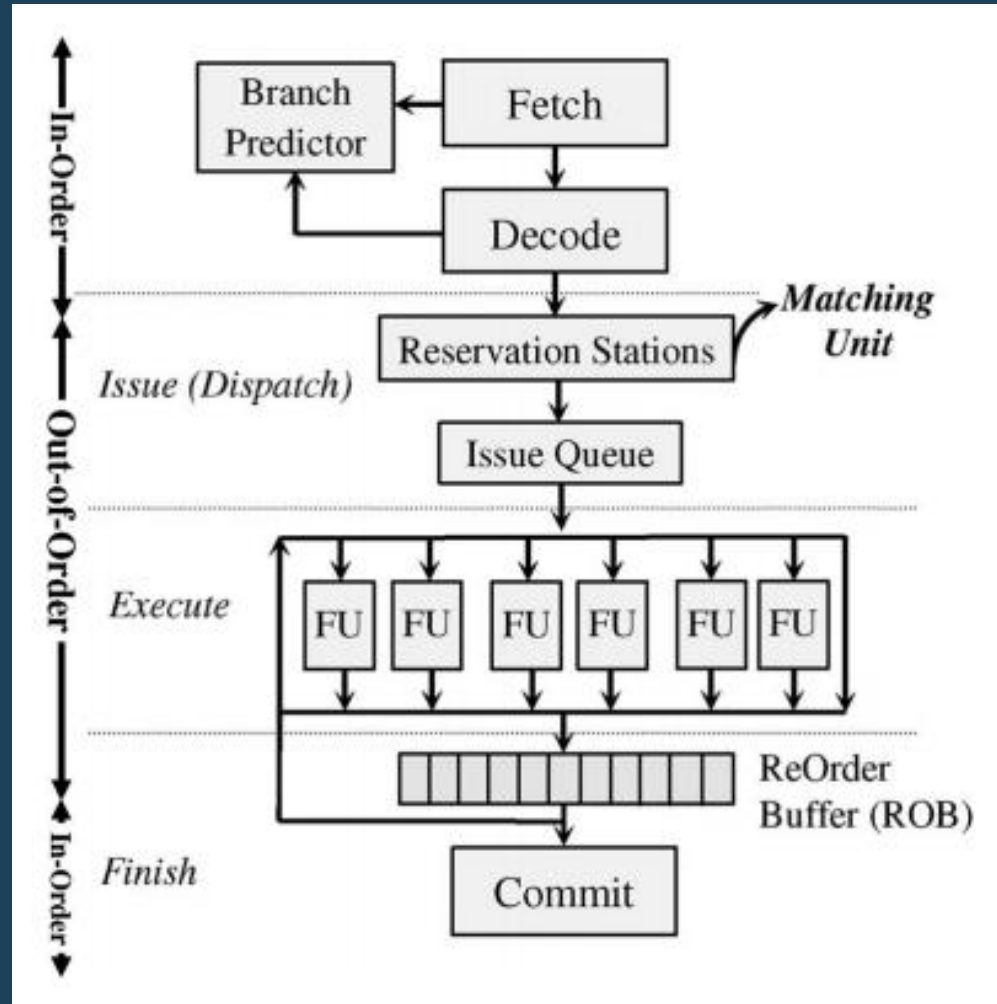 In-Order
Branch
Predictor
Fetch
Decode
Out-of-Order
Issue (Dispatch)
Reservation Stations
Matching
Unit
Issue Queue
Execute
FU FU FU FU FU FU
ReOrder
Buffer (ROB)
In-Order
Finish
Commit